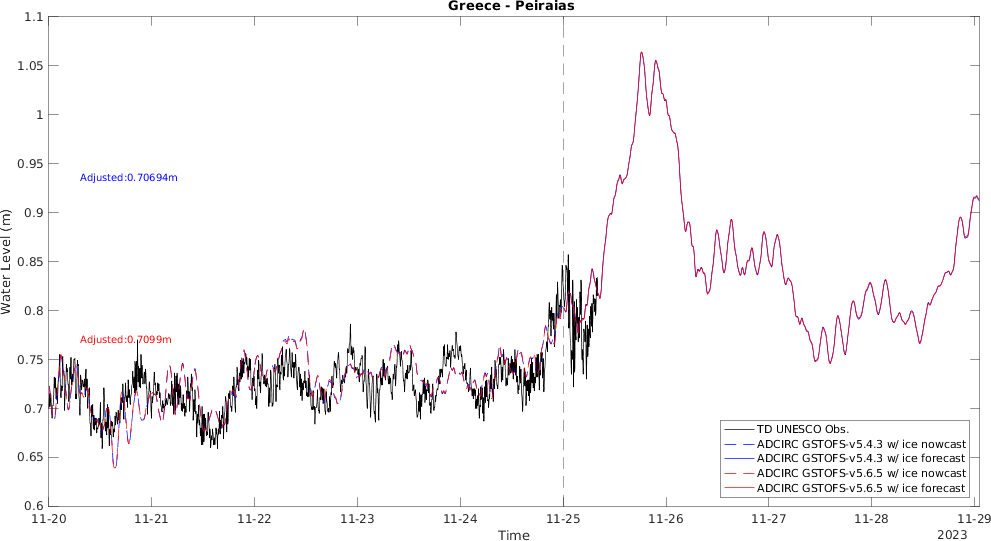 Greece - Peiraias
1.1
1.05
1
0.95
0.9
0.85
0.8
0.75
0.7
0.65
0.6
Water Level (m)
Adjusted:0.70694m
Adjusted:0.7099m
TD UNESCO Obs.
ADCIRC GSTOFS-v5.4.3 w/ ice nowcast
ADCIRC GSTOFS-v5.4.3 w/ ice forecast
ADCIRC GSTOFS-v5.6.5 w/ ice nowcast
ADCIRC GSTOFS-v5.6.5 w/ ice forecast
11-20 11-21 11-22 11-23 11-24 11-25 11-26 11-27 11-28 11-29
Time
2023